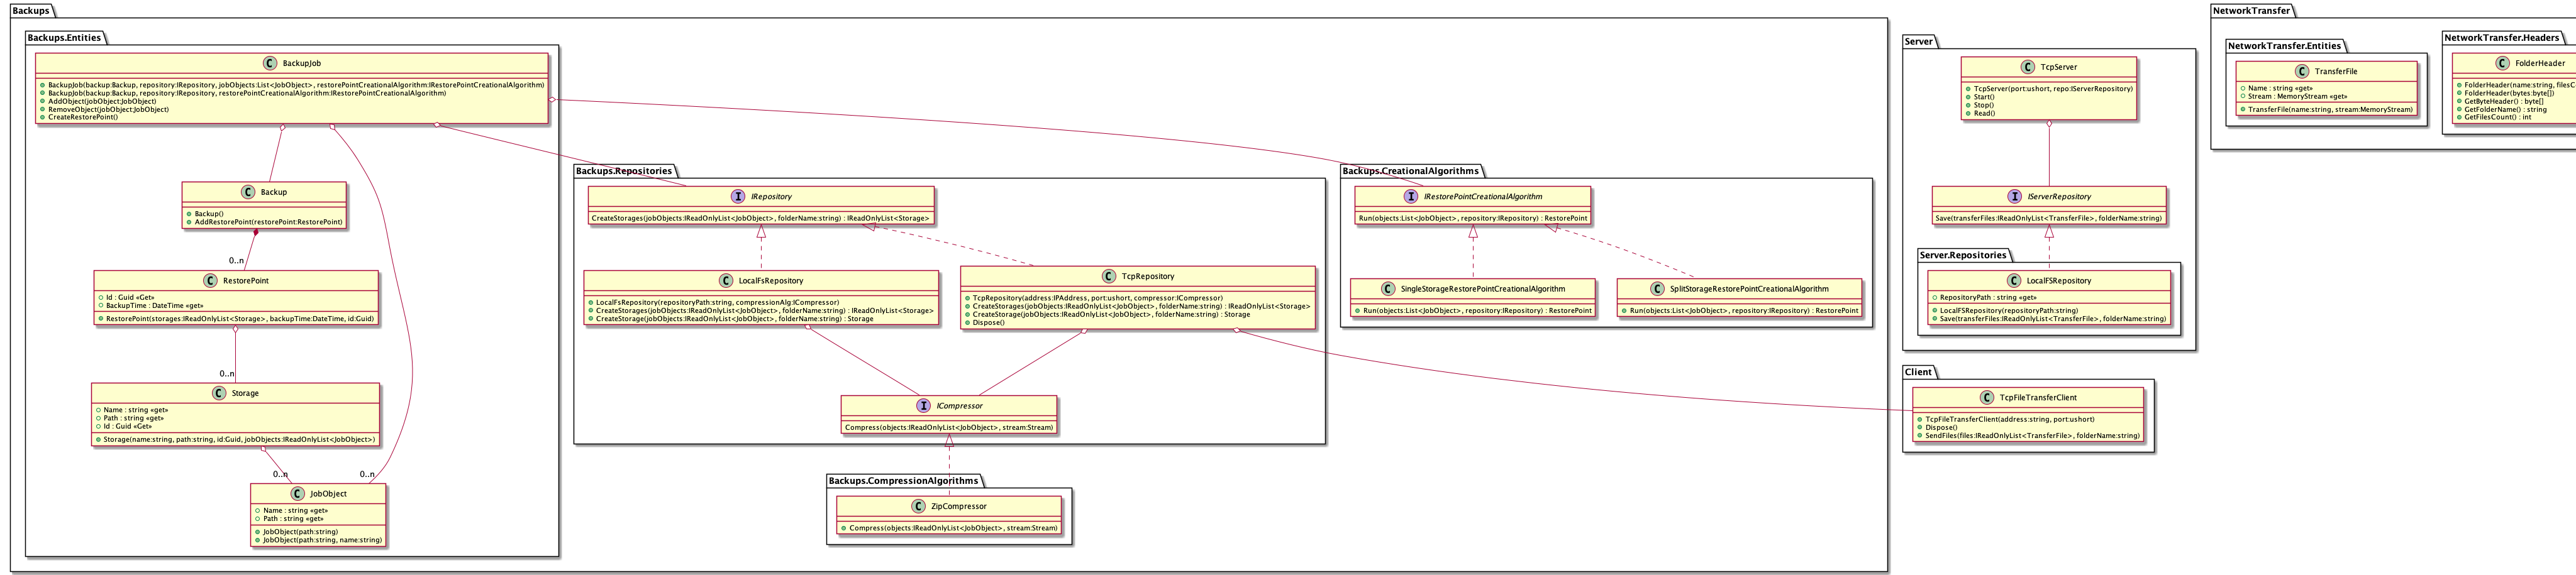 Backups
Backups.Entities
BackupJob
BackupJob(backup:Backup, repository:IRepository, jobObjects:List<JobObject>, restorePointCreationalAlgorithm:IRestorePointCreationalAlgorithm)
BackupJob(backup:Backup, repository:IRepository, restorePointCreationalAlgorithm:IRestorePointCreationalAlgorithm)
AddObject(jobObject:JobObject)
RemoveObject(jobObject:JobObject)
CreateRestorePoint()
Backup
Backup()
AddRestorePoint(restorePoint:RestorePoint)
0..n
RestorePoint
Id : Guid «Get»
BackupTime : DateTime «get»
RestorePoint(storages:IReadOnlyList<Storage>, backupTime:DateTime, id:Guid)
0..n
Storage
Name : string «get»
Path : string «get»
Id : Guid «Get»
Storage(name:string, path:string, id:Guid, jobObjects:IReadOnlyList<JobObject>)
0..n
0..n
JobObject
Name : string «get»
Path : string «get»
JobObject(path:string)
JobObject(path:string, name:string)
Backups.Repositories
IRepository
CreateStorages(jobObjects:IReadOnlyList<JobObject>, folderName:string) : IReadOnlyList<Storage>
LocalFsRepository
LocalFsRepository(repositoryPath:string, compressionAlg:ICompressor)
CreateStorages(jobObjects:IReadOnlyList<JobObject>, folderName:string) : IReadOnlyList<Storage>
CreateStorage(jobObjects:IReadOnlyList<JobObject>, folderName:string) : Storage
TcpRepository
TcpRepository(address:IPAddress, port:ushort, compressor:ICompressor)
CreateStorages(jobObjects:IReadOnlyList<JobObject>, folderName:string) : IReadOnlyList<Storage>
CreateStorage(jobObjects:IReadOnlyList<JobObject>, folderName:string) : Storage
Dispose()
ICompressor
Compress(objects:IReadOnlyList<JobObject>, stream:Stream)
Backups.CompressionAlgorithms
ZipCompressor
Compress(objects:IReadOnlyList<JobObject>, stream:Stream)
Backups.CreationalAlgorithms
IRestorePointCreationalAlgorithm
Run(objects:List<JobObject>, repository:IRepository) : RestorePoint
SingleStorageRestorePointCreationalAlgorithm
Run(objects:List<JobObject>, repository:IRepository) : RestorePoint
SplitStorageRestorePointCreationalAlgorithm
Run(objects:List<JobObject>, repository:IRepository) : RestorePoint
Server
TcpServer
TcpServer(port:ushort, repo:IServerRepository)
Start()
Stop()
Read()
IServerRepository
Save(transferFiles:IReadOnlyList<TransferFile>, folderName:string)
Server.Repositories
LocalFSRepository
RepositoryPath : string «get»
LocalFSRepository(repositoryPath:string)
Save(transferFiles:IReadOnlyList<TransferFile>, folderName:string)
Client
TcpFileTransferClient
TcpFileTransferClient(address:string, port:ushort)
Dispose()
SendFiles(files:IReadOnlyList<TransferFile>, folderName:string)
NetworkTransfer
NetworkTransfer.Entities
TransferFile
Name : string «get»
Stream : MemoryStream «get»
TransferFile(name:string, stream:MemoryStream)
NetworkTransfer.Headers
FolderHeader
FolderHeader(name:string,
FolderHeader(bytes:byte[])
GetByteHeader() : byte[]
GetFolderName() : string
GetFilesCount() : int